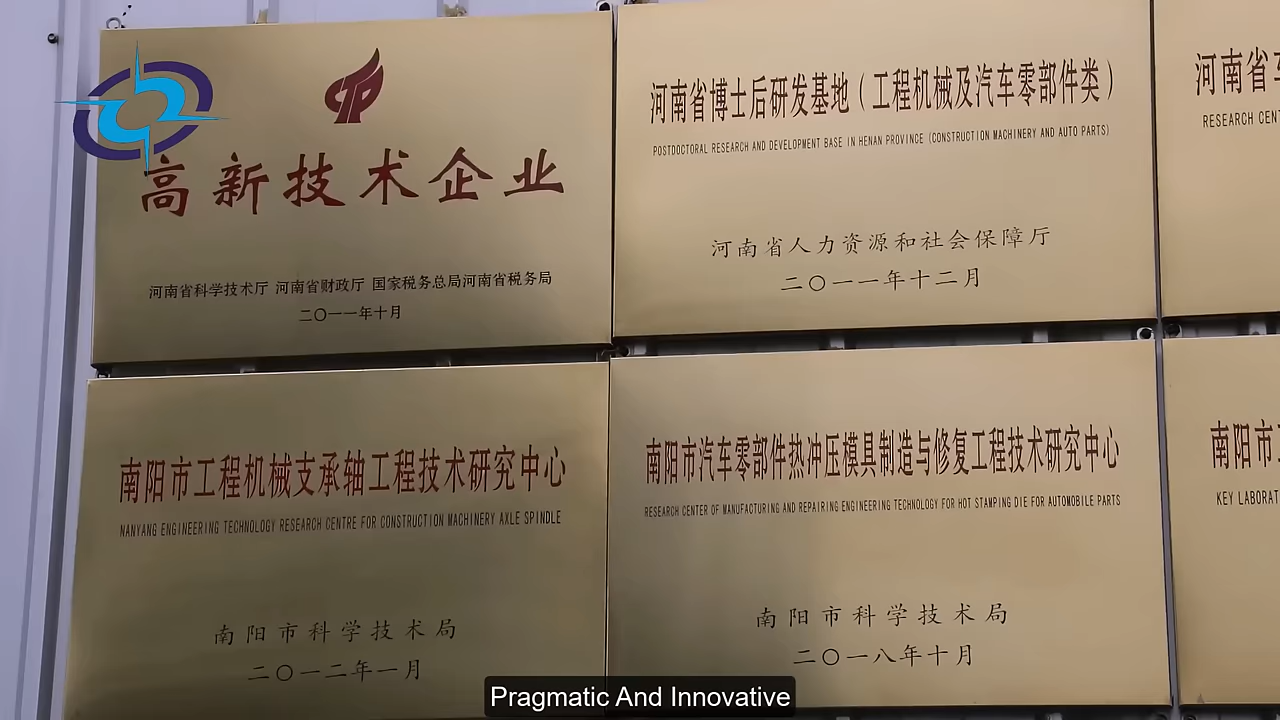 高新技术企业
河南省科学技术厅 河南省财政厅 国家税务总局河南省税务局
二〇一一年十月
河南省博士后研发基地（工程机械及汽车零部件类）
POSTDOCTORAL RESEARCH AND DEVELOPMENT BASE IN HENAN PROVINCE (CONSTRUCTION MACHINERY AND AUTO PARTS)
河南省人力资源和社会保障厅
二〇一一年十二月
河南省
RESEARCH CENT
南阳市工程机械支承轴工程技术研究中心
NANYANG ENGINEERING TECHNOLOGY RESEARCH CENTRE FOR CONSTRUCTION MACHINERY AXLE SPINDLE
南阳市科学技术局
二〇一二年一月
南阳市汽车零部件热冲压模具制造与修复工程技术研究中心
RESEARCH CENTER OF MANUFACTURING AND REPAIRING ENGINEERING TECHNOLOGY FOR HOT STAMPING DIE FOR AUTOMOBILE PARTS
南阳市科学技术局
二〇一八年十月
南阳市
KEY LABORAT
Pragmatic And Innovative